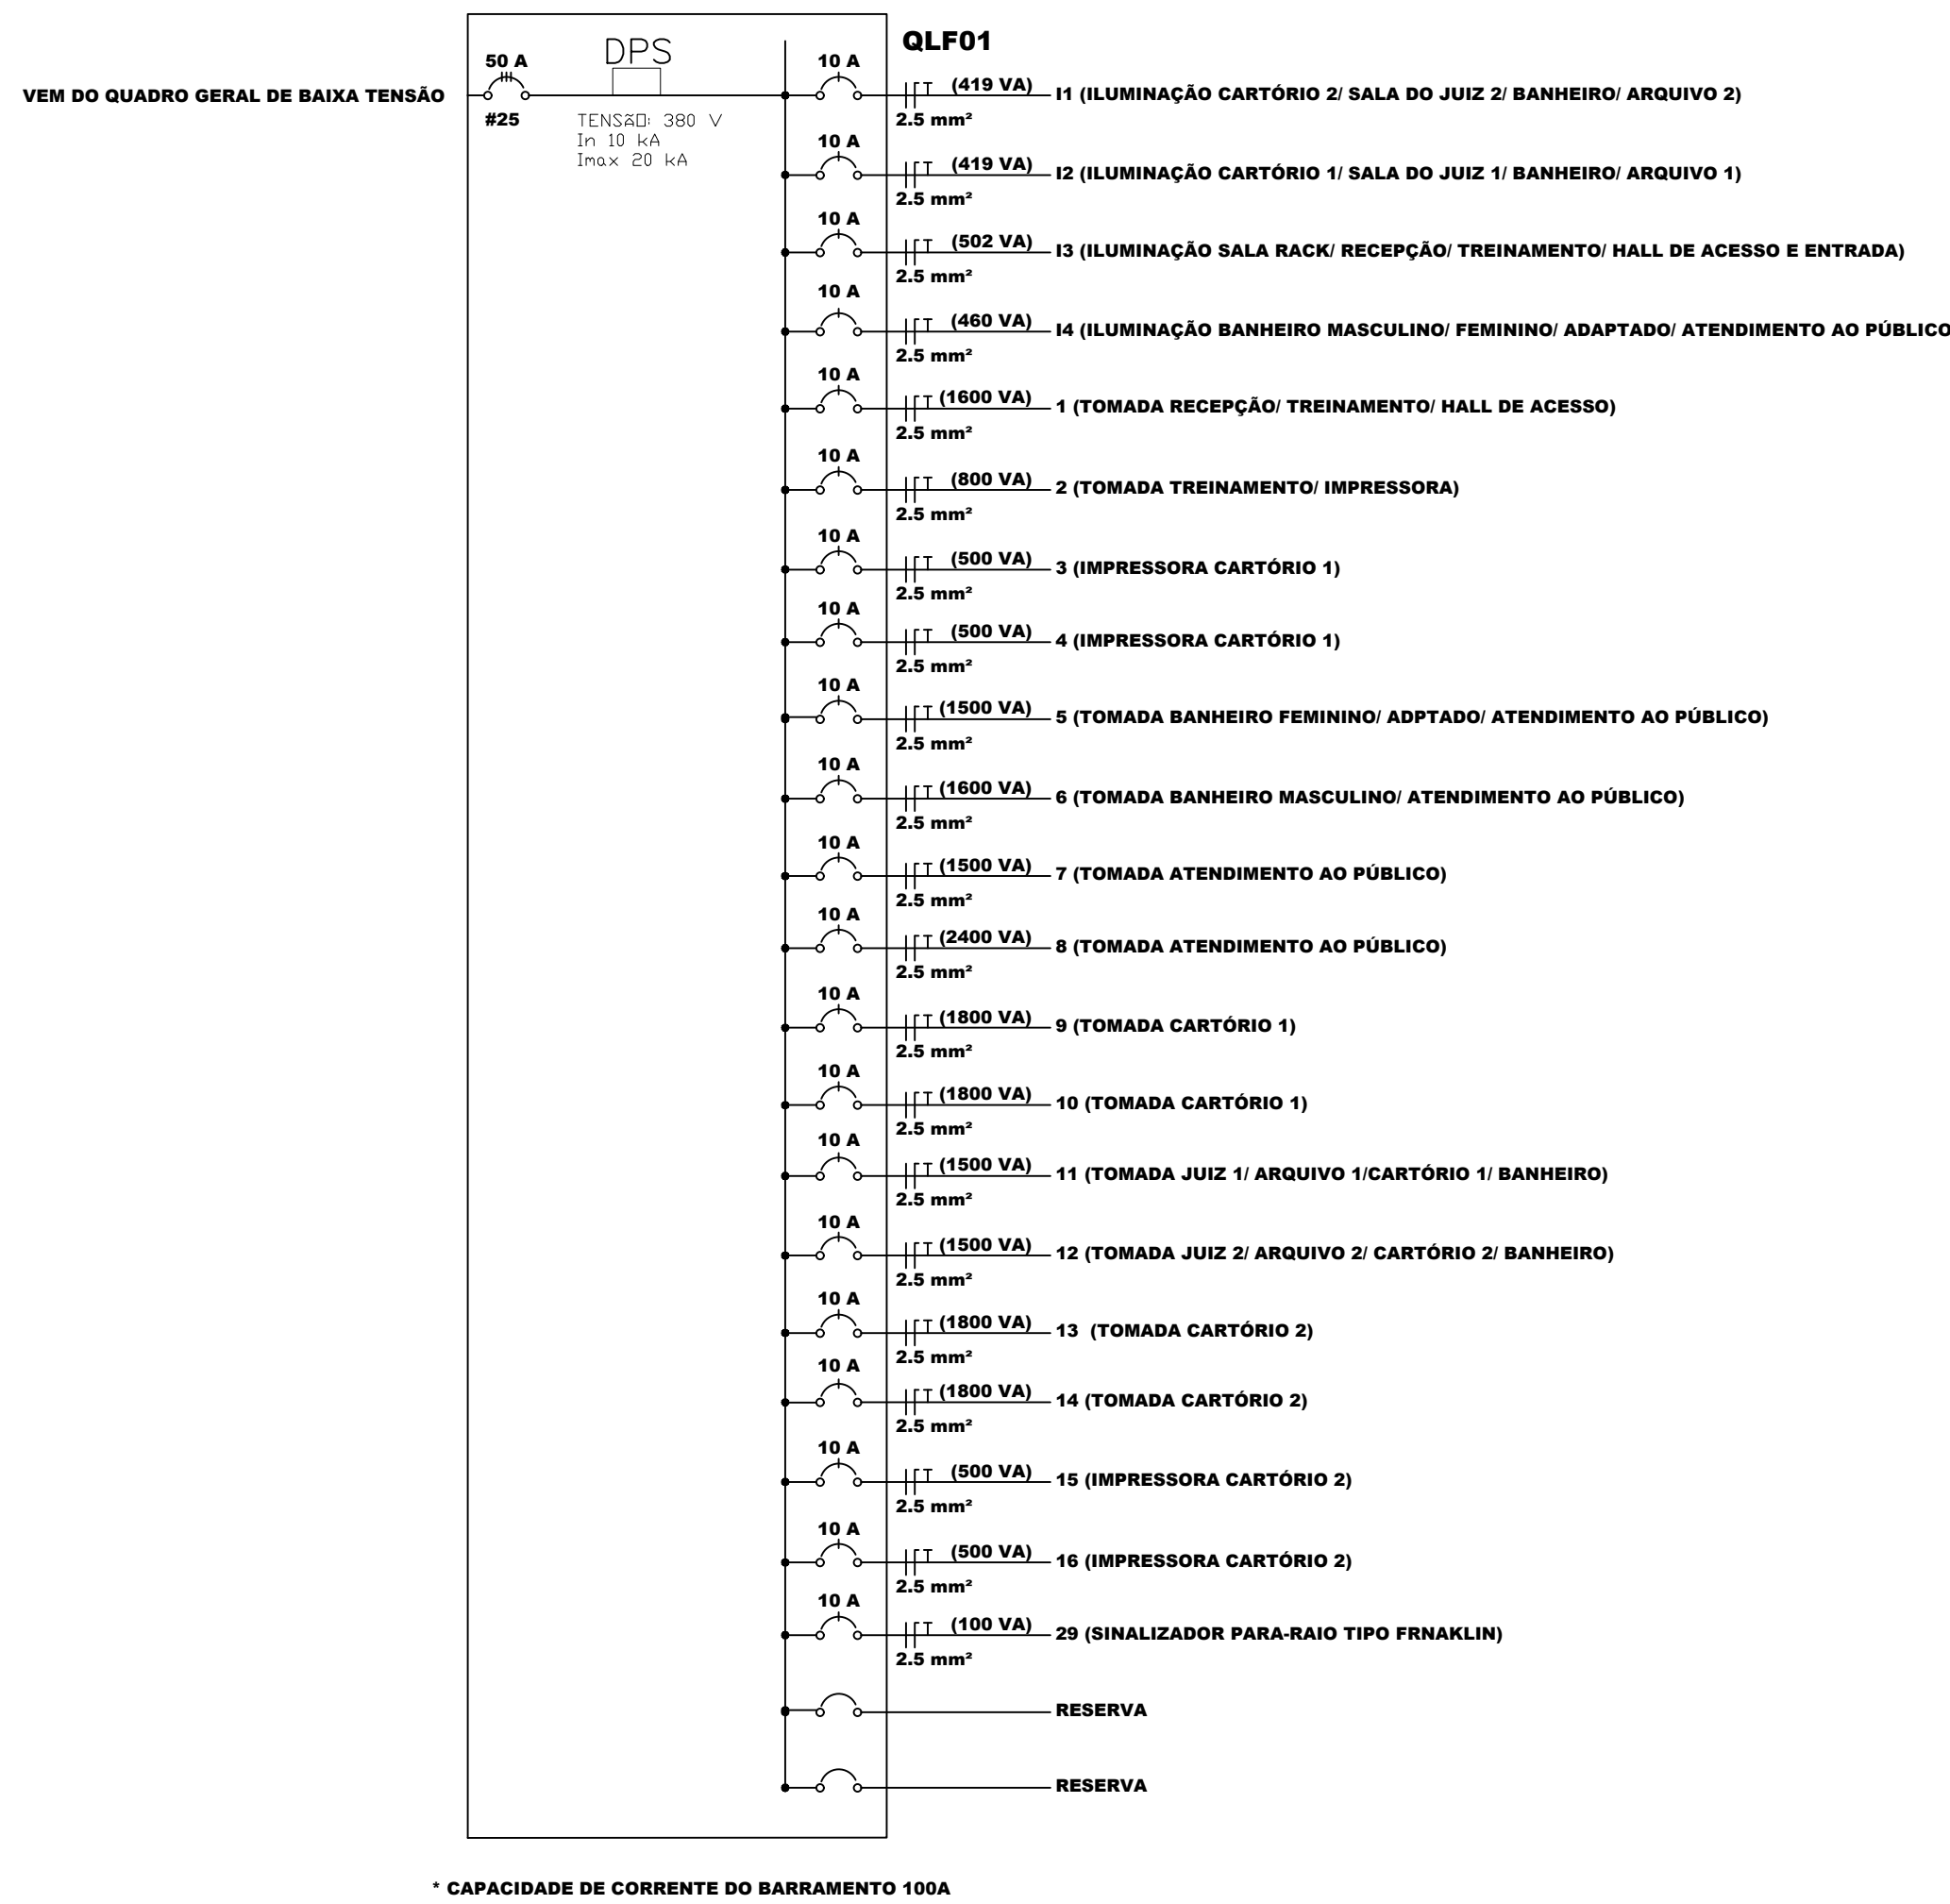 QLF01
50 A
DPS
10 A
VEM DO QUADRO GERAL DE BAIXA TENSÃO
(419 VA)
I1 (ILUMINAÇÃO CARTÓRIO 2/ SALA DO JUIZ 2/ BANHEIRO/ ARQUIVO 2)
#25
TENSÃO: 380 V
In 10 kA
Imax 20 kA
2.5 mm²
10 A
(419 VA)
I2 (ILUMINAÇÃO CARTÓRIO 1/ SALA DO JUIZ 1/ BANHEIRO/ ARQUIVO 1)
2.5 mm²
10 A
(502 VA)
I3 (ILUMINAÇÃO SALA RACK/ RECEPÇÃO/ TREINAMENTO/ HALL DE ACESSO E ENTRADA)
2.5 mm²
10 A
(460 VA)
I4 (ILUMINAÇÃO BANHEIRO MASCULINO/ FEMININO/ ADAPTADO/ ATENDIMENTO AO PÚBLICO
2.5 mm²
10 A
(1600 VA)
1 (TOMADA RECEPÇÃO/ TREINAMENTO/ HALL DE ACESSO)
2.5 mm²
10 A
(800 VA)
2 (TOMADA TREINAMENTO/ IMPRESSORA)
2.5 mm²
10 A
(500 VA)
3 (IMPRESSORA CARTÓRIO 1)
2.5 mm²
10 A
(500 VA)
4 (IMPRESSORA CARTÓRIO 1)
2.5 mm²
10 A
(1500 VA)
5 (TOMADA BANHEIRO FEMININO/ ADPTADO/ ATENDIMENTO AO PÚBLICO)
2.5 mm²
10 A
(1600 VA)
6 (TOMADA BANHEIRO MASCULINO/ ATENDIMENTO AO PÚBLICO)
2.5 mm²
10 A
(1500 VA)
7 (TOMADA ATENDIMENTO AO PÚBLICO)
2.5 mm²
10 A
(2400 VA)
8 (TOMADA ATENDIMENTO AO PÚBLICO)
2.5 mm²
10 A
(1800 VA)
9 (TOMADA CARTÓRIO 1)
2.5 mm²
10 A
(1800 VA)
10 (TOMADA CARTÓRIO 1)
2.5 mm²
10 A
(1500 VA)
11 (TOMADA JUIZ 1/ ARQUIVO 1/CARTÓRIO 1/ BANHEIRO)
2.5 mm²
10 A
(1500 VA)
12 (TOMADA JUIZ 2/ ARQUIVO 2/ CARTÓRIO 2/ BANHEIRO)
2.5 mm²
10 A
(1800 VA)
13 (TOMADA CARTÓRIO 2)
2.5 mm²
10 A
(1800 VA)
14 (TOMADA CARTÓRIO 2)
2.5 mm²
10 A
(500 VA)
15 (IMPRESSORA CARTÓRIO 2)
2.5 mm²
10 A
(500 VA)
16 (IMPRESSORA CARTÓRIO 2)
2.5 mm²
10 A
(100 VA)
29 (SINALIZADOR PARA-RAIO TIPO FRNAKLIN)
2.5 mm²
RESERVA
RESERVA
* CAPACIDADE DE CORRENTE DO BARRAMENTO 100A